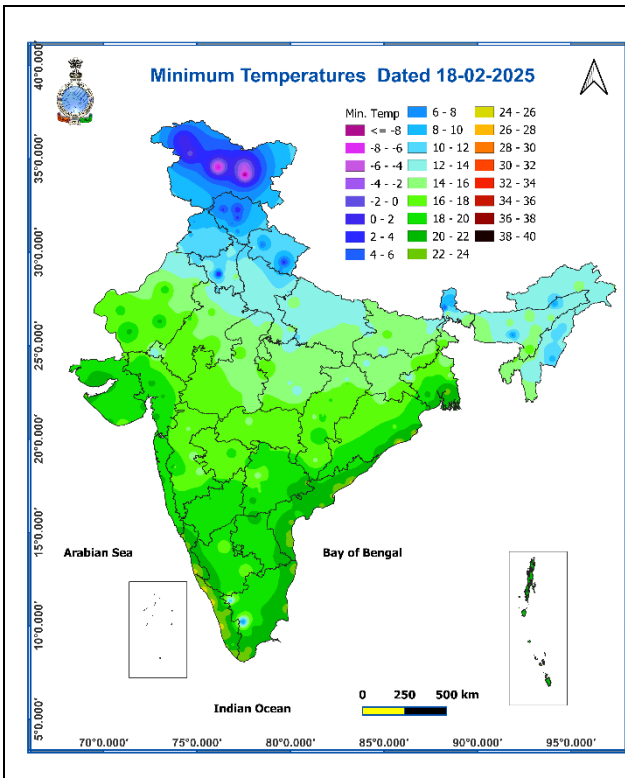 Minimum Temperatures Dated 18-02-2025
Min. Temp
<= -8
-8 - -6
-6 - -4
-4 - -2
-2 - 0
0 - 2
2 - 4
4 - 6
6 - 8
8 - 10
10 - 12
12 - 14
14 - 16
16 - 18
18 - 20
20 - 22
22 - 24
24 - 26
26 - 28
28 - 30
30 - 32
32 - 34
34 - 36
36 - 38
38 - 40
40°0.000'
35°0.000'
30°0.000'
25°0.000'
20°0.000'
15°0.000'
10°0.000'
5°0.000'
Arabian Sea
Bay of Bengal
Indian Ocean
0 250 500 km
70°0.000' 75°0.000' 80°0.000' 85°0.000' 90°0.000' 95°0.000'